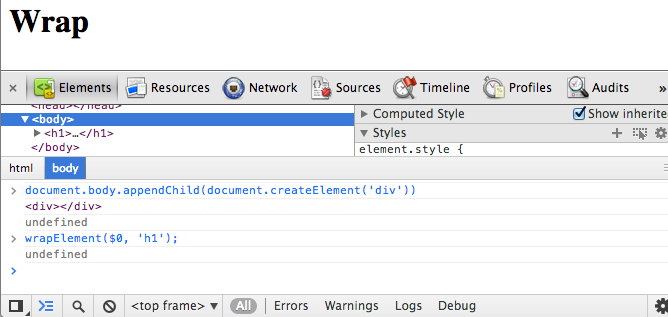 Wrap
× Elements Resources Network Sources Timeline Profiles Audits »
<head></head>
▼<body>
▶<h1>…</h1>
</body>
▶ Computed Style Show inherite
▼ Styles
element.style {
html body
> document.body.appendChild(document.createElement('div'))
<div></div>
undefined
> wrapElement($0, 'h1');
undefined
>
<top frame> ▼ All Errors Warnings Logs Debug